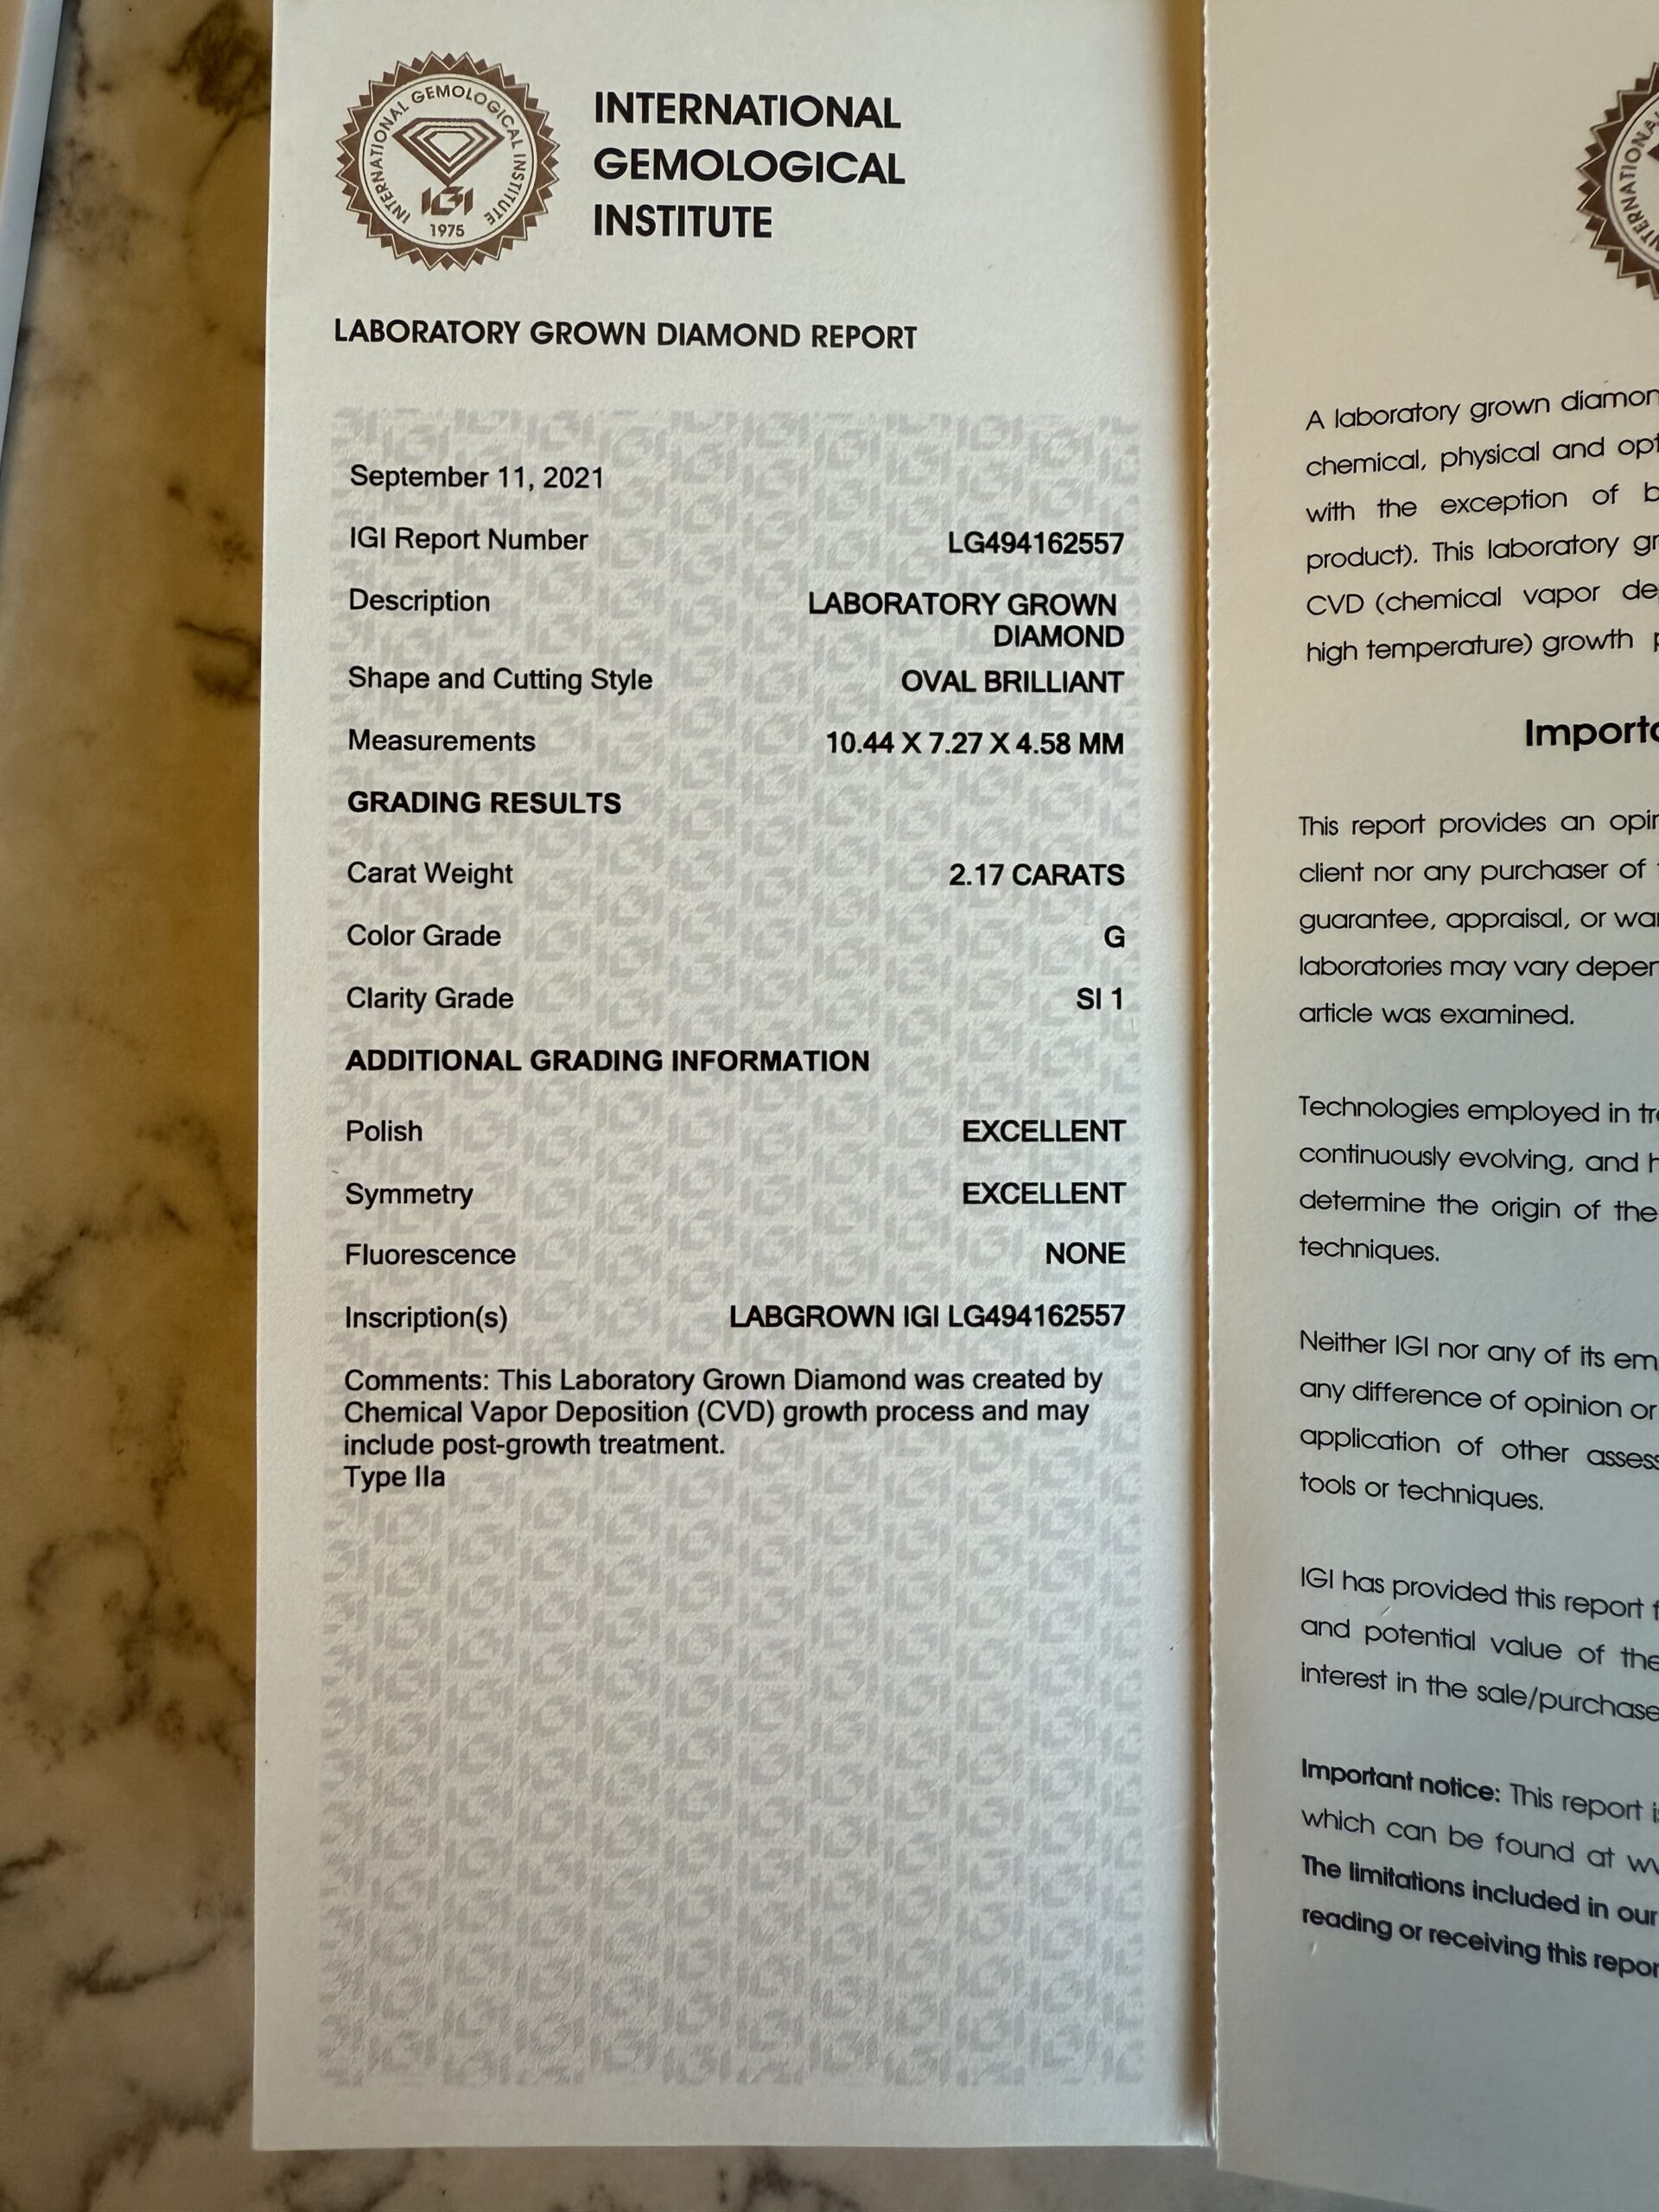 INTERNATIONAL GEMOLOGICAL INSTITUTE
IGI
1975
INTERNATIONAL
GEMOLOGICAL
INSTITUTE
LABORATORY GROWN DIAMOND REPORT
September 11, 2021
IGI Report Number LG494162557
Description LABORATORY GROWN
DIAMOND
Shape and Cutting Style OVAL BRILLIANT
Measurements 10.44 X 7.27 X 4.58 MM
GRADING RESULTS
Carat Weight 2.17 CARATS
Color Grade G
Clarity Grade SI 1
ADDITIONAL GRADING INFORMATION
Polish EXCELLENT
Symmetry EXCELLENT
Fluorescence NONE
Inscription(s) LABGROWN IGI LG494162557
Comments: This Laboratory Grown Diamond was created by
Chemical Vapor Deposition (CVD) growth process and may
include post-growth treatment.
Type IIa
A laboratory grown
chemical, physical and
with the exception of
product). This laboratory
CVD (chemical vapor
high temperature) growth
This report provides an
client nor any purchaser of
guarantee, appraisal, or
laboratories may vary
article was examined.
Technologies employed in
continuously evolving, and
determine the origin of the
techniques.
Neither IGI nor any of its
any difference of opinion or
application of other
tools or techniques.
IGI has provided this report
and potential value of the
interest in the sale/purchase
Important notice: This report
which can be found at
The limitations included in our
reading or receiving this